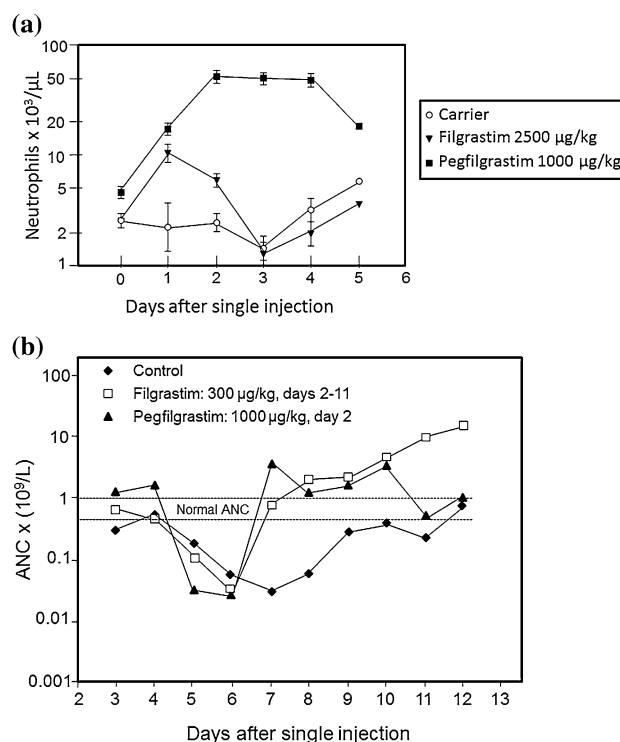 (a)
100
50
20
10
5
2
1
Neutrophils x 10³/µL
0 1 2 3 4 5 6
Days after single injection
Carrier
Filgrastim 2500 µg/kg
Pegfilgrastim 1000 µg/kg
(b)
Control
Filgrastim: 300 µg/kg, days 2-11
Pegfilgrastim: 1000 µg/kg, day 2
100
10
1
0.1
0.01
0.001
ANC x (10⁹/L)
Normal ANC
2 3 4 5 6 7 8 9 10 11 12 13
Days after single injection